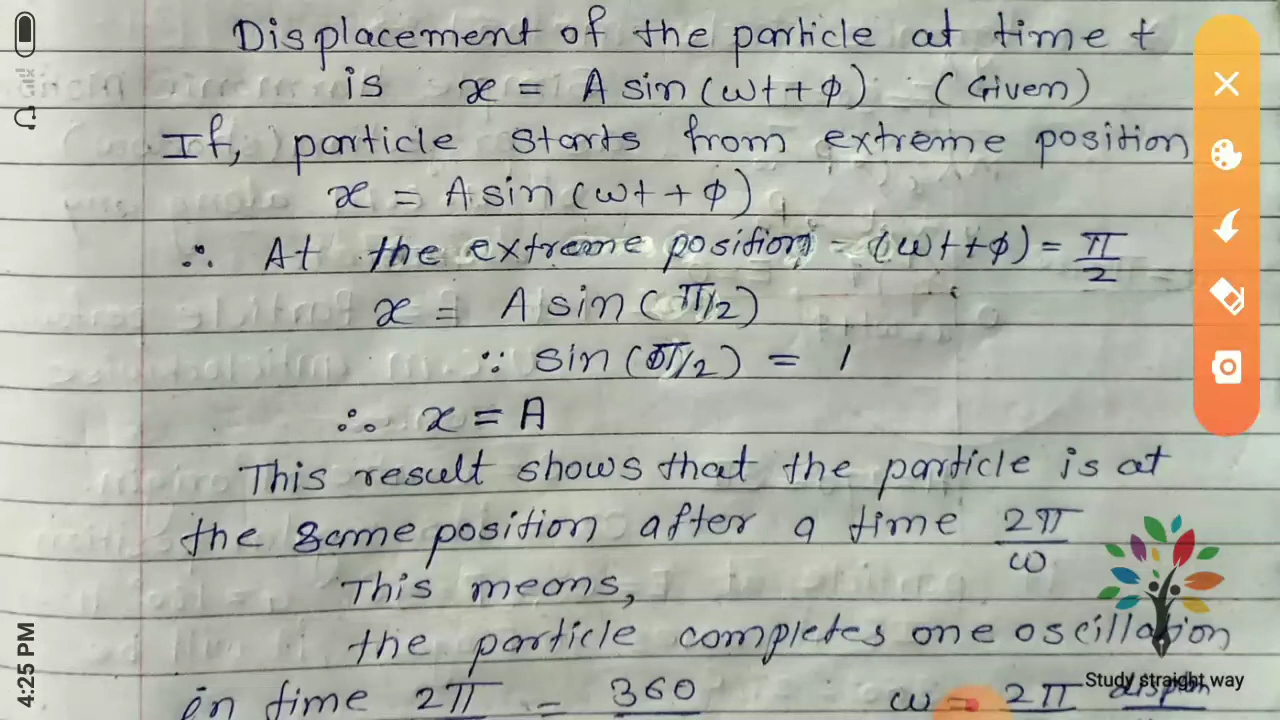 Displacement of the particle at time t
is x = A sin (ωt + φ) (Given)
If, particle starts from extreme position
x = A sin (ωt + φ)
∴ At the extreme position - (ωt + φ) = π/2
x = A sin (π/2)
∵ sin (π/2) = 1
∴ x = A
This result shows that the particle is at
the same position after a time 2π/ω
This means,
the particle completes one oscillation
in time 2π = 360
ω = 2π
Study straight way
4:25 PM